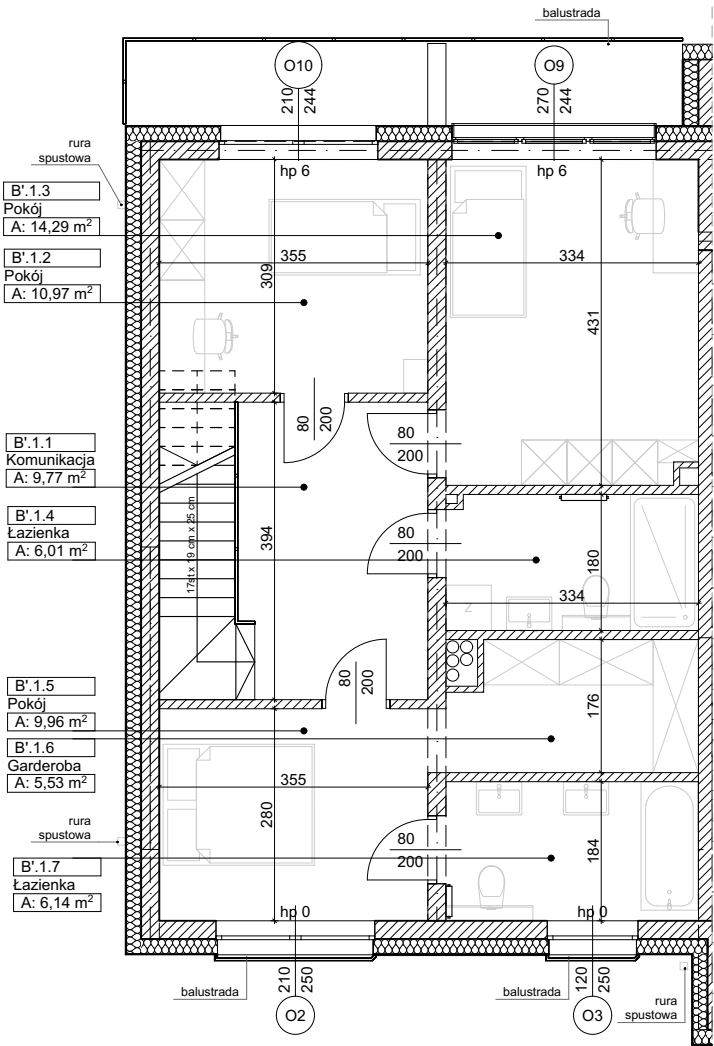 balustrada
O10
210
244
O9
270
244
rura
spustowa
hp 6
hp 6
B'.1.3
Pokój
A: 14,29 m²
B'.1.2
Pokój
A: 10,97 m²
355
334
309
431
80
200
80
200
B'.1.1
Komunikacja
A: 9,77 m²
B'.1.4
Łazienka
A: 6,01 m²
17st x 19 cm x 25 cm
394
80
200
180
334
Z
80
200
B'.1.5
Pokój
A: 9,96 m²
B'.1.6
Garderoba
A: 5,53 m²
176
355
280
rura
spustowa
80
200
184
B'.1.7
Łazienka
A: 6,14 m²
hp 0
hp 0
balustrada
210
250
O2
balustrada
120
250
O3
rura
spustowa